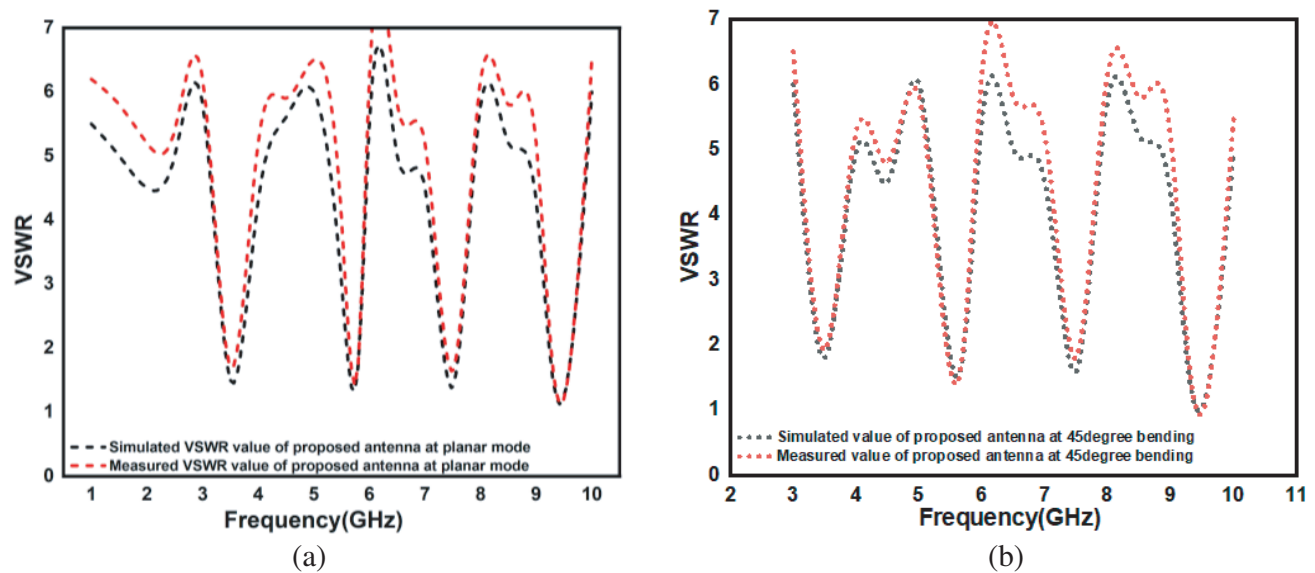 7
6
5
4
3
2
1
0
VSWR
Simulated VSWR value of proposed antenna at planar mode
Measured VSWR value of proposed antenna at planar mode
1 2 3 4 5 6 7 8 9 10
Frequency(GHz)
(a)
7
6
5
4
3
2
1
0
VSWR
Simulated value of proposed antenna at 45degree bending
Measured value of proposed antenna at 45degree bending
2 3 4 5 6 7 8 9 10 11
Frequency(GHz)
(b)